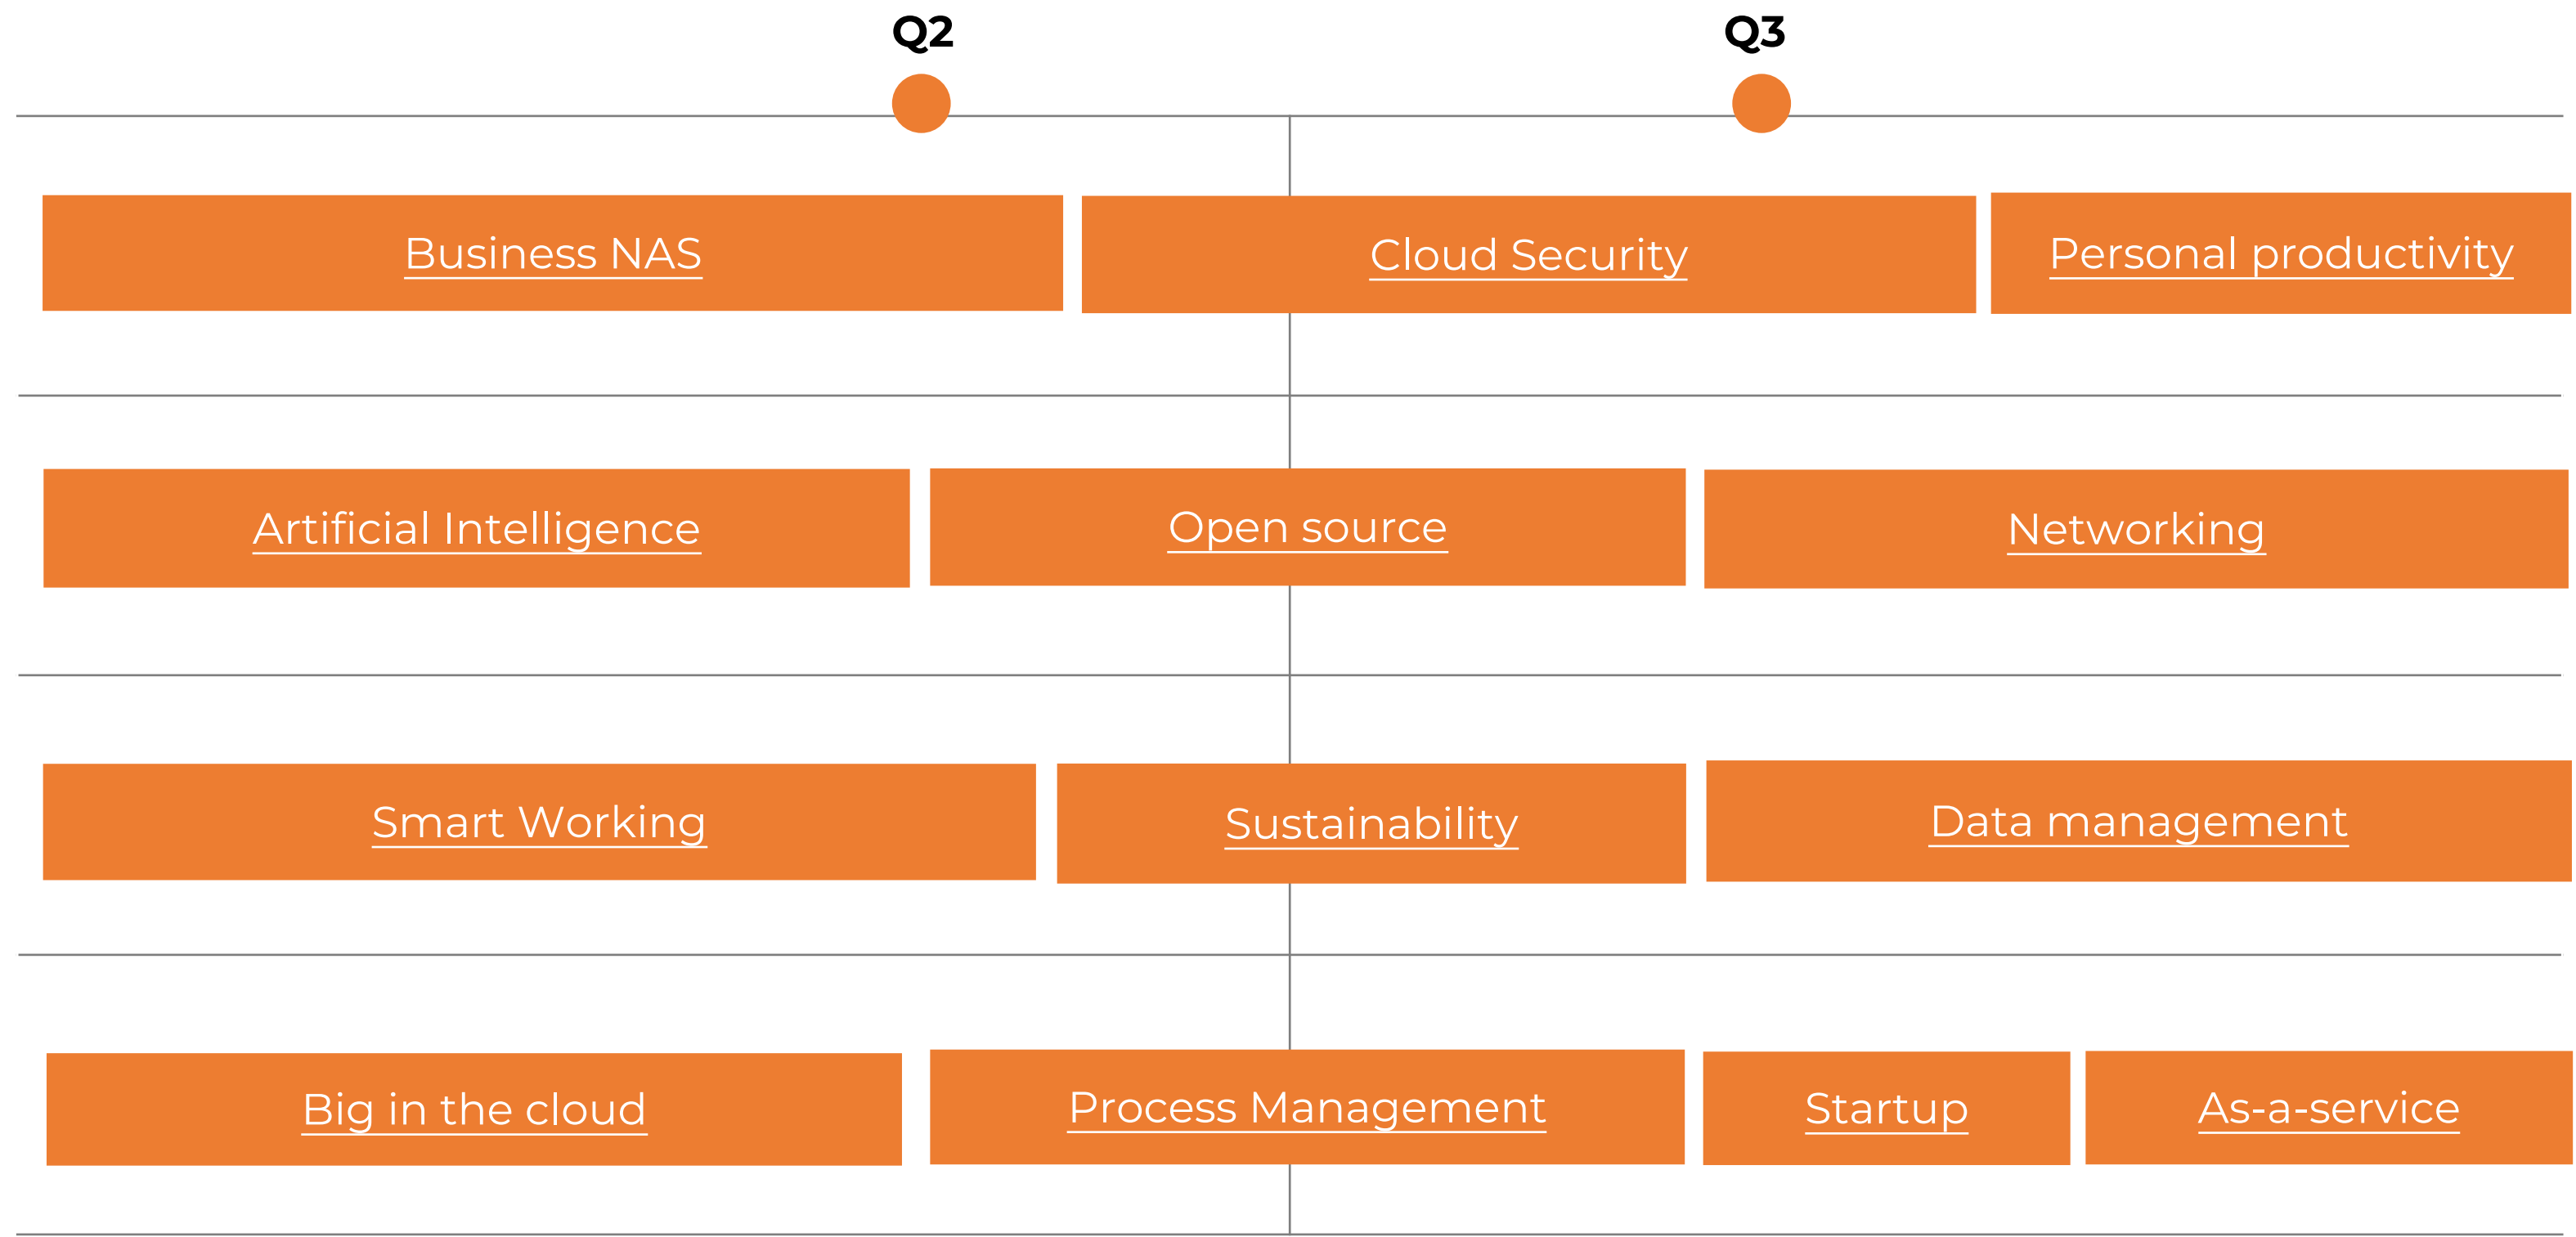 Q2
Q3
Business NAS
Cloud Security
Personal productivity
Artificial Intelligence
Open source
Networking
Smart Working
Sustainability
Data management
Big in the cloud
Process Management
Startup
As-a-service